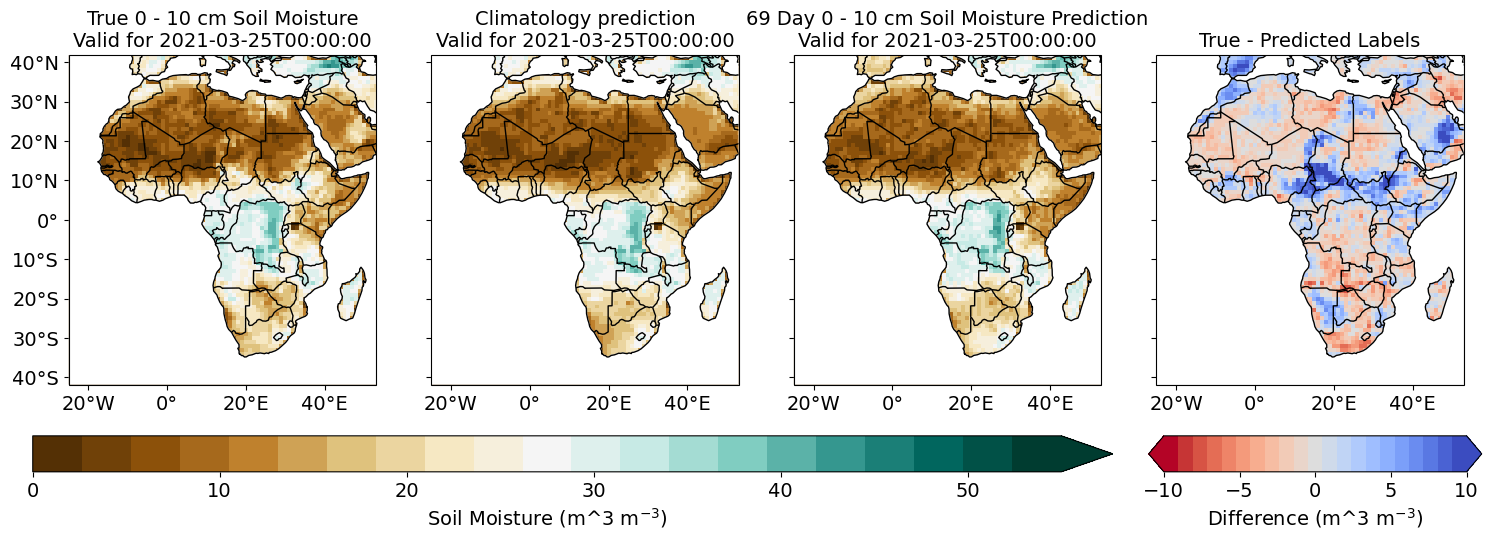 True 0 - 10 cm Soil Moisture
Valid for 2021-03-25T00:00:00
Climatology prediction
Valid for 2021-03-25T00:00:00
69 Day 0 - 10 cm Soil Moisture Prediction
Valid for 2021-03-25T00:00:00
True - Predicted Labels
40°N
30°N
20°N
10°N
0°
10°S
20°S
30°S
40°S
20°W 0° 20°E 40°E
20°W 0° 20°E 40°E
20°W 0° 20°E 40°E
20°W 0° 20°E 40°E
0 10 20 30 40 50
Soil Moisture (m^3 m⁻³)
−10 −5 0 5 10
Difference (m^3 m⁻³)